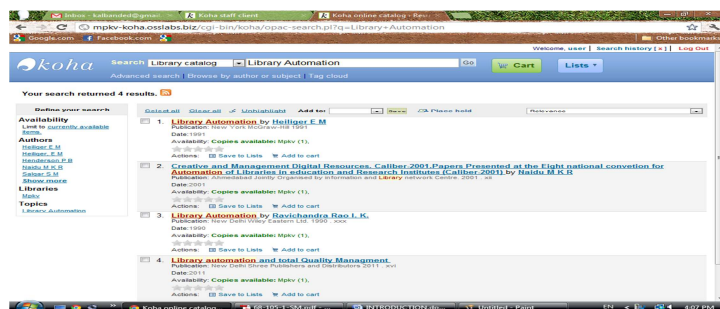 Inbox - kalbanded@gmai
Koha staff client
Koha online catalog - Res
mpkv-koha.osslabs.biz/cgi-bin/koha/opac-search.pl?q=Library+Automation
Google.com Facebook.com Other bookmarks
Welcome, user Search history [x] Log Out
koha Search Library catalog Library Automation Go Cart Lists
Advanced search Browse by author or subject Tag cloud
Your search returned 4 results.
Refine your search
Availability
Limit to currently available items.
Authors
Heiliger E M
Heiliger, E M
Henderson P B
Naidu M K R
Salgar S M
Show more
Libraries
Mpkv
Topics
Library Automation
Select all Clear all Unhighlight Add to: Save Place hold Relevance
1. Library Automation by Heiliger E M
Publication: New York McGraw-Hill 1991
Date:1991
Availability: Copies available: Mpkv (1),
Actions: Save to Lists Add to cart
2. Creative and Management Digital Resources, Caliber-2001,Papers Presented at the Eight national convetion for
Automation of Libraries in education and Research Institutes (Caliber-2001) by Naidu M K R
Publication: Ahmedabad Jointly Organised by information and Library network Centre. 2001 . xii
Date:2001
Availability: Copies available: Mpkv (1),
Actions: Save to Lists Add to cart
3. Library Automation by Ravichandra Rao I. K.
Publication: New Delhi Wiley Eastern Ltd. 1990 . xxx
Date:1990
Availability: Copies available: Mpkv (1),
Actions: Save to Lists Add to cart
4. Library automation and total Quality Managment.
Publication: New Delhi Shree Publishers and Distributors 2011 . xvi
Date:2011
Availability: Copies available: Mpkv (1),
Actions: Save to Lists Add to cart
Koha online catalog 68-105-1-SM.pdf - INTRODUCTION.do Untitled - Paint EN 4:07 PM